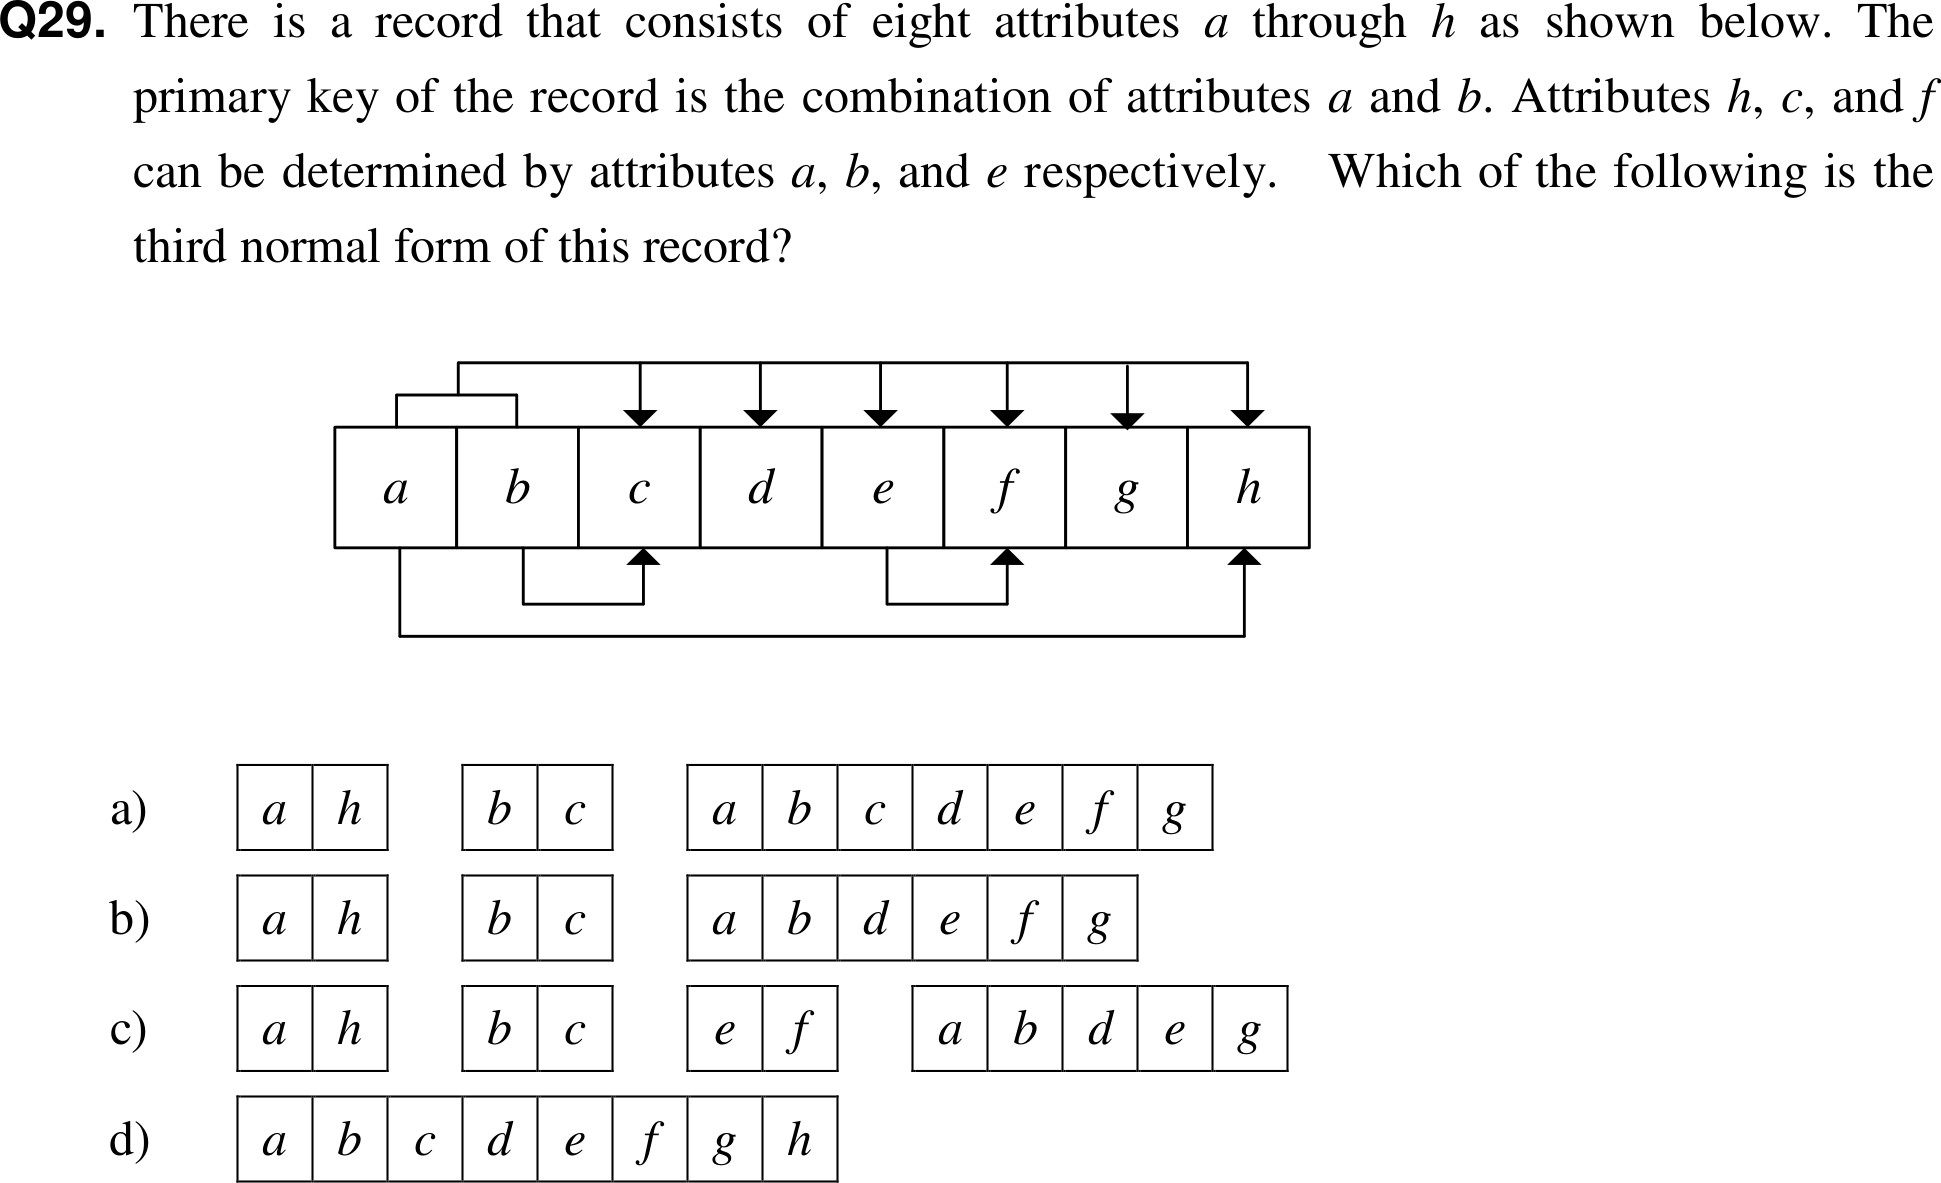 Q29. There is a record that consists of eight attributes a through h as shown below. The
primary key of the record is the combination of attributes a and b. Attributes h, c, and f
can be determined by attributes a, b, and e respectively. Which of the following is the
third normal form of this record?
a b c d e f g h
a) a h b c a b c d e f g
b) a h b c a b d e f g
c) a h b c e f a b d e g
d) a b c d e f g h